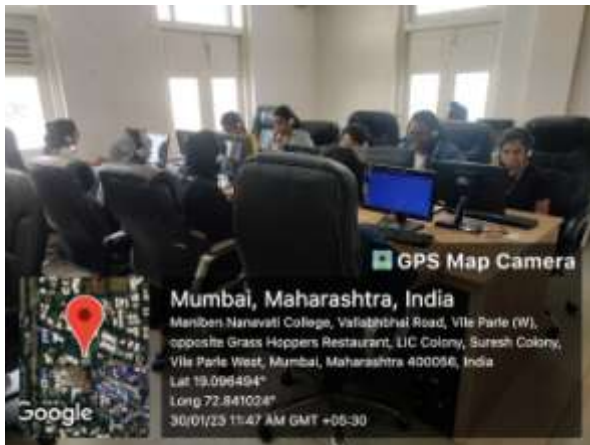 GPS Map Camera
Mumbai, Maharashtra, India
Maniben Nanavati College, Vallabhbhai Road, Vile Parle (W),
opposite Grass Hoppers Restaurant, LIC Colony, Suresh Colony,
Vile Parle West, Mumbai, Maharashtra 400056, India
Lat 19.096494°
Long 72.841024°
30/01/23 11:47 AM GMT +05:30
Google